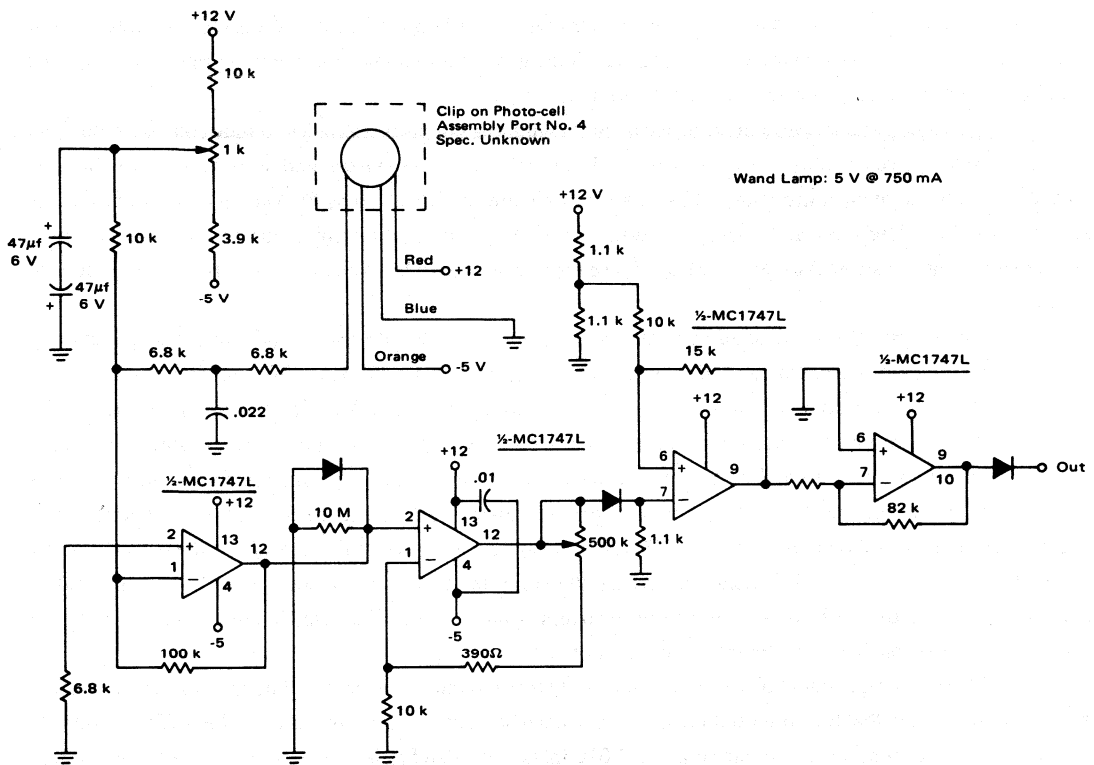 +12 V
10 k
1 k
3.9 k
-5 V
+
47µf
6 V
47µf
6 V
+
10 k
Clip on Photo-cell
Assembly Port No. 4
Spec. Unknown
Red
+12
Blue
Orange
-5 V
Wand Lamp: 5 V @ 750 mA
6.8 k
6.8 k
.022
½-MC1747L
+12
2
+
13
12
1
−
4
-5
100 k
6.8 k
10 M
½-MC1747L
+12
.01
2
+
13
12
1
−
4
-5
390Ω
10 k
500 k
1.1 k
+12 V
1.1 k
1.1 k
10 k
½-MC1747L
15 k
+12
6
+
9
7
−
½-MC1747L
+12
6
+
9
7
−
10
82 k
Out